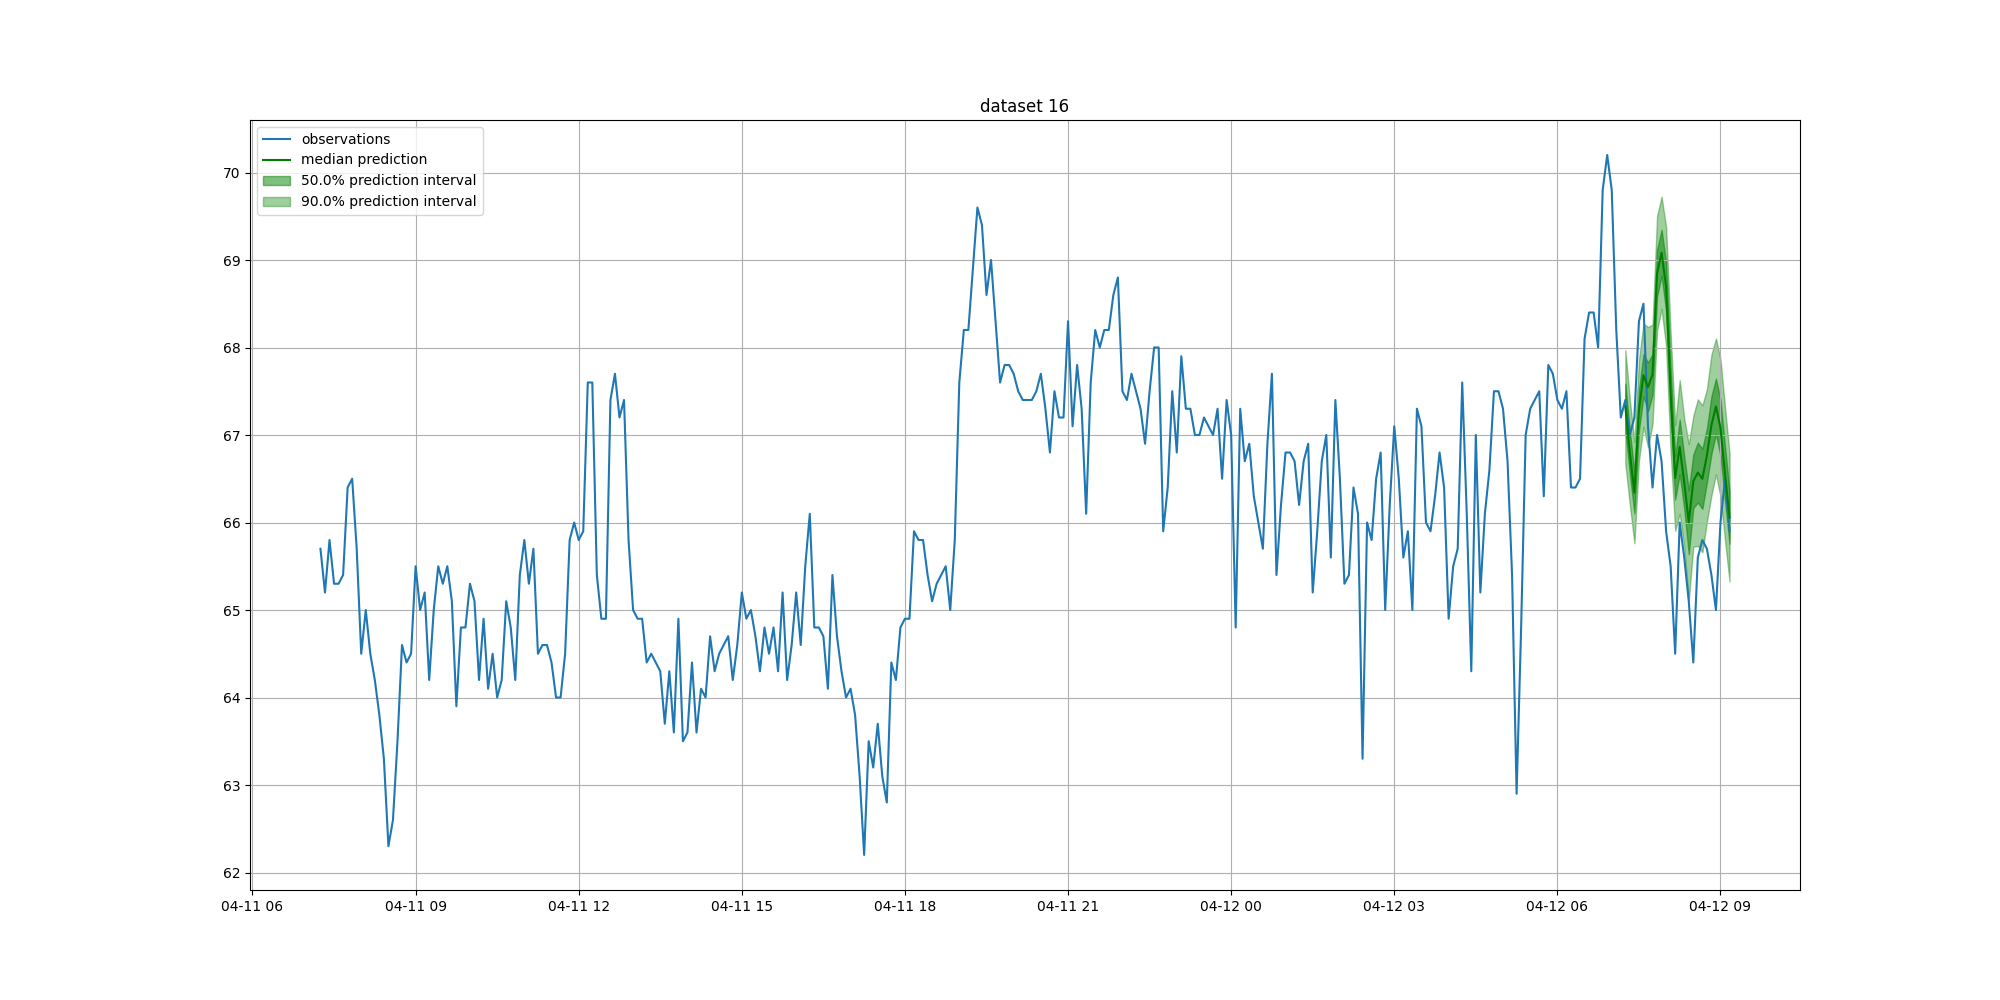 dataset 16
observations
median prediction
50.0% prediction interval
90.0% prediction interval
70
69
68
67
66
65
64
63
62
04-11 06 04-11 09 04-11 12 04-11 15 04-11 18 04-11 21 04-12 00 04-12 03 04-12 06 04-12 09